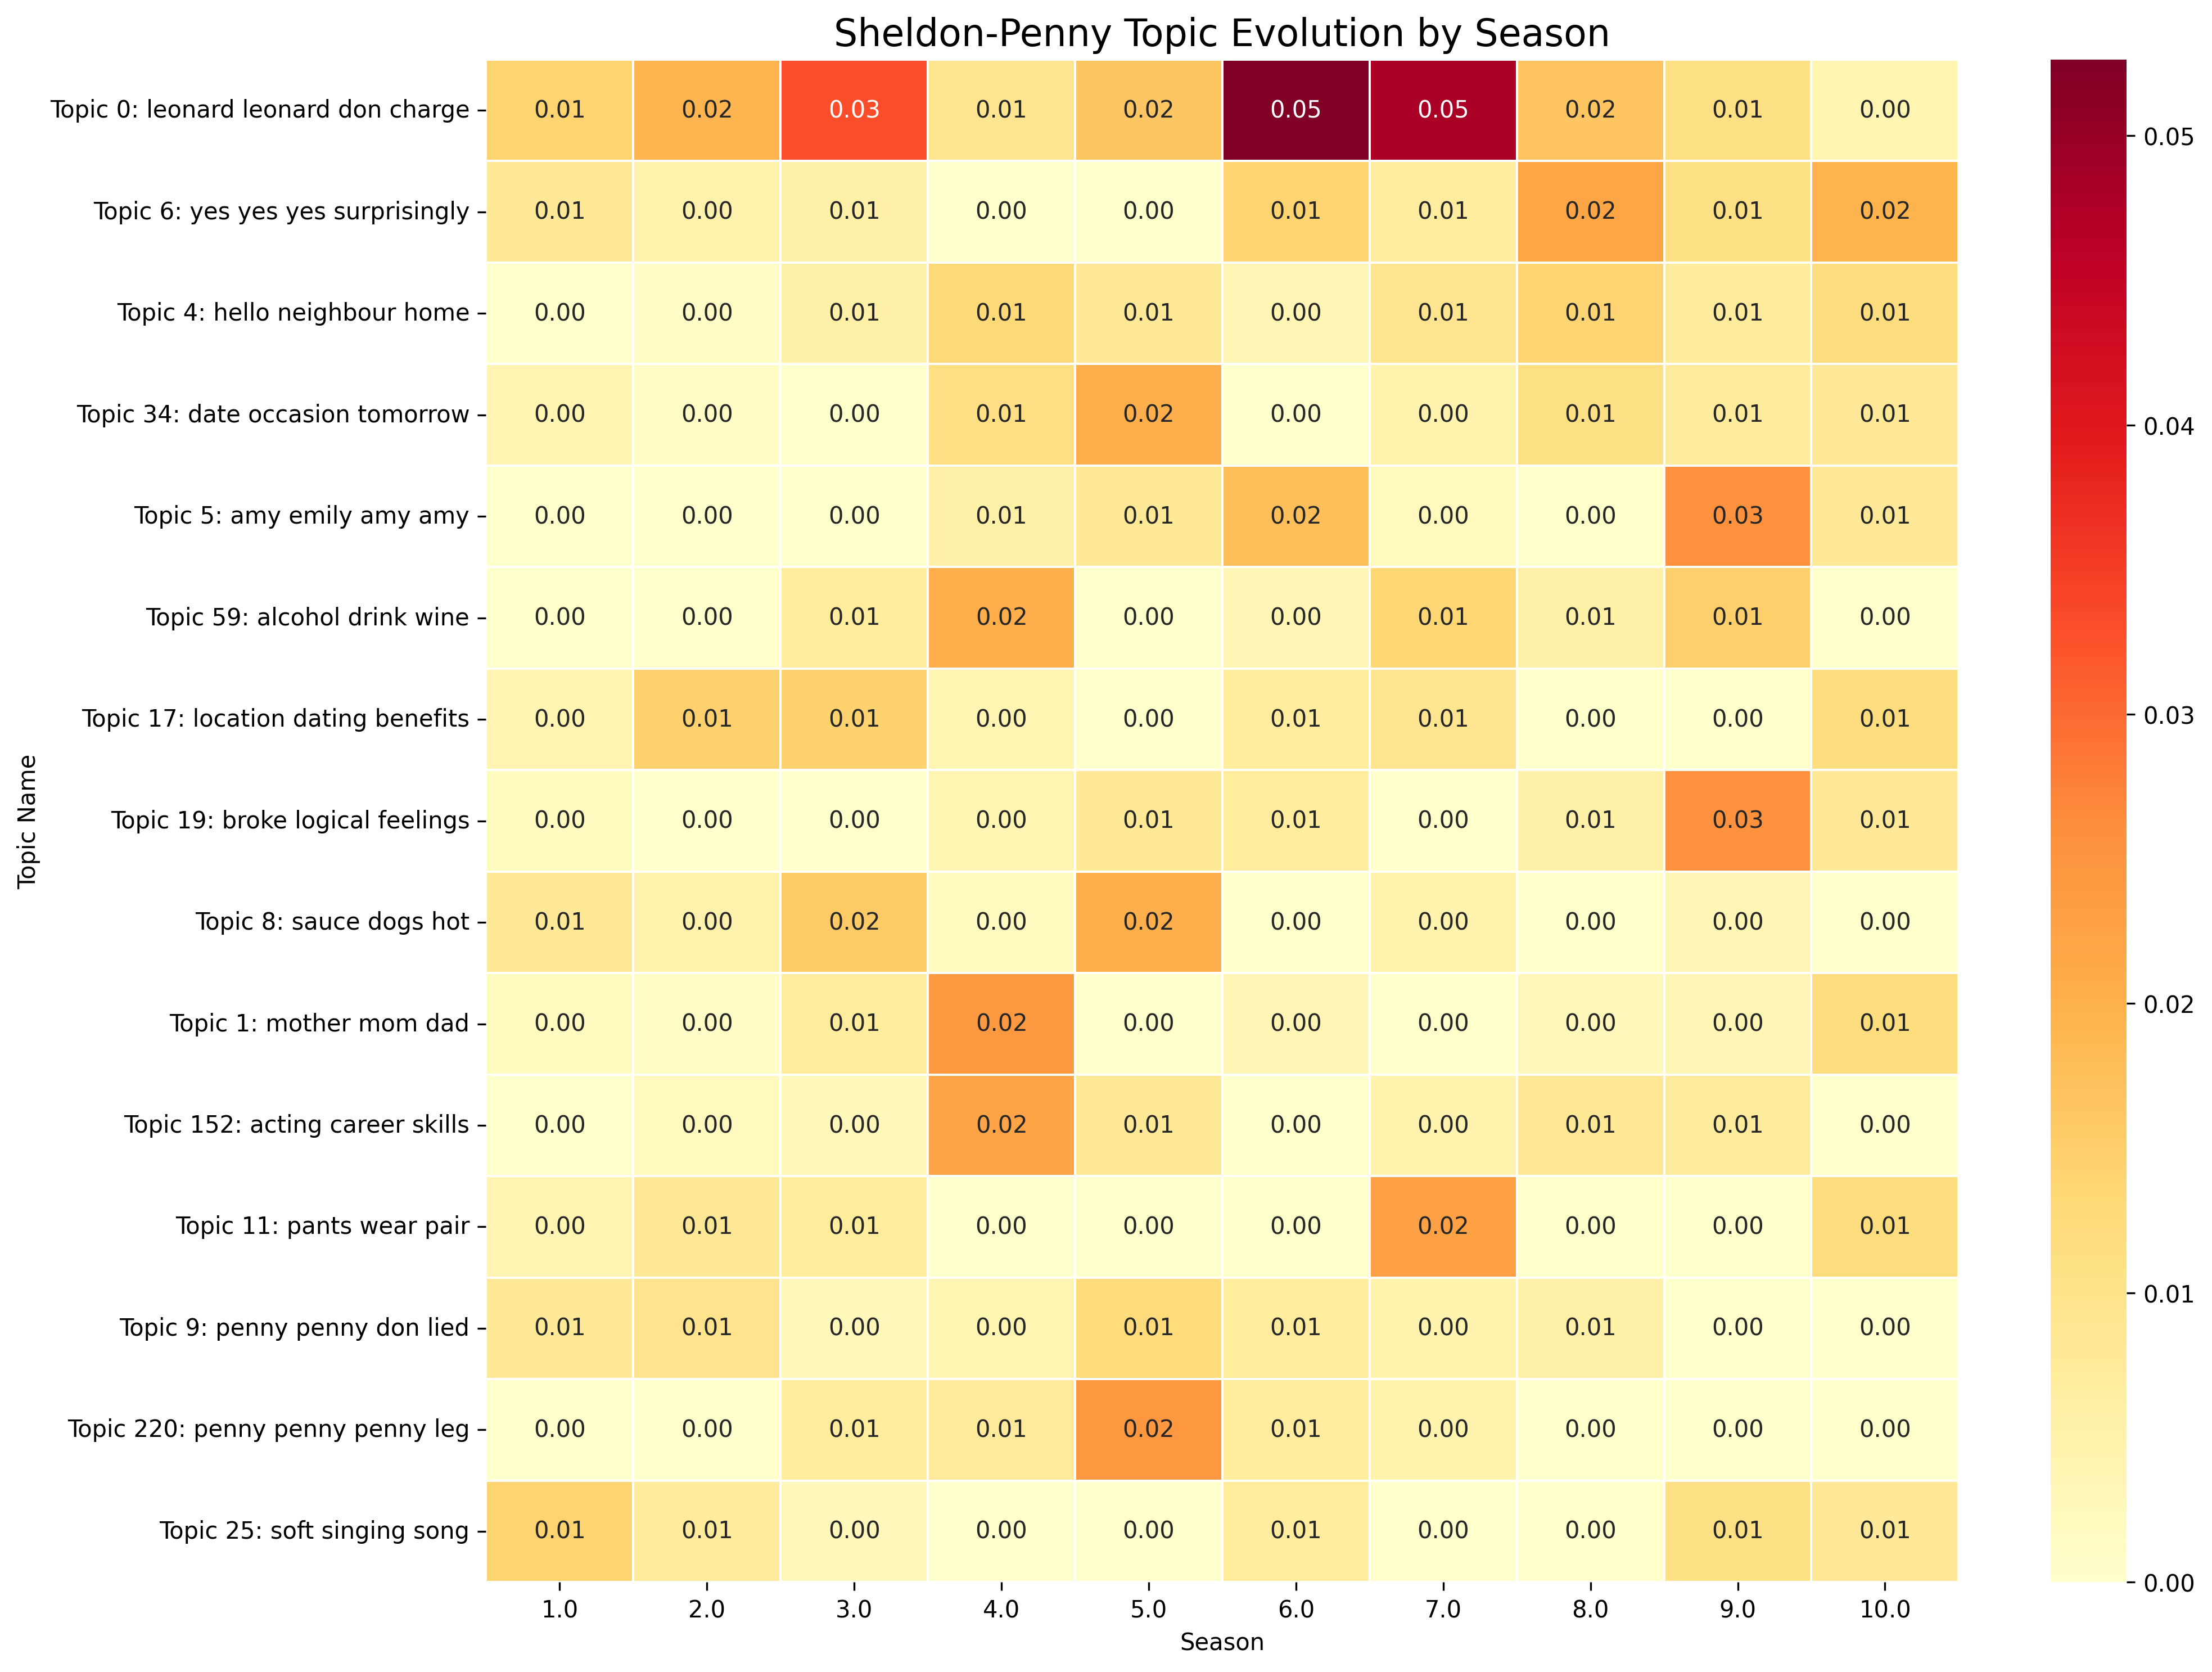 Sheldon-Penny Topic Evolution by Season
Topic Name
Topic 0: leonard leonard don charge 0.01 0.02 0.03 0.01 0.02 0.05 0.05 0.02 0.01 0.00
Topic 6: yes yes yes surprisingly 0.01 0.00 0.01 0.00 0.00 0.01 0.01 0.02 0.01 0.02
Topic 4: hello neighbour home 0.00 0.00 0.01 0.01 0.01 0.00 0.01 0.01 0.01 0.01
Topic 34: date occasion tomorrow 0.00 0.00 0.00 0.01 0.02 0.00 0.00 0.01 0.01 0.01
Topic 5: amy emily amy amy 0.00 0.00 0.00 0.01 0.01 0.02 0.00 0.00 0.03 0.01
Topic 59: alcohol drink wine 0.00 0.00 0.01 0.02 0.00 0.00 0.01 0.01 0.01 0.00
Topic 17: location dating benefits 0.00 0.01 0.01 0.00 0.00 0.01 0.01 0.00 0.00 0.01
Topic 19: broke logical feelings 0.00 0.00 0.00 0.00 0.01 0.01 0.00 0.01 0.03 0.01
Topic 8: sauce dogs hot 0.01 0.00 0.02 0.00 0.02 0.00 0.00 0.00 0.00 0.00
Topic 1: mother mom dad 0.00 0.00 0.01 0.02 0.00 0.00 0.00 0.00 0.00 0.01
Topic 152: acting career skills 0.00 0.00 0.00 0.02 0.01 0.00 0.00 0.01 0.01 0.00
Topic 11: pants wear pair 0.00 0.01 0.01 0.00 0.00 0.00 0.02 0.00 0.00 0.01
Topic 9: penny penny don lied 0.01 0.01 0.00 0.00 0.01 0.01 0.00 0.01 0.00 0.00
Topic 220: penny penny penny leg 0.00 0.00 0.01 0.01 0.02 0.01 0.00 0.00 0.00 0.00
Topic 25: soft singing song 0.01 0.01 0.00 0.00 0.00 0.01 0.00 0.00 0.01 0.01
1.0 2.0 3.0 4.0 5.0 6.0 7.0 8.0 9.0 10.0
Season
0.05
0.04
0.03
0.02
0.01
0.00